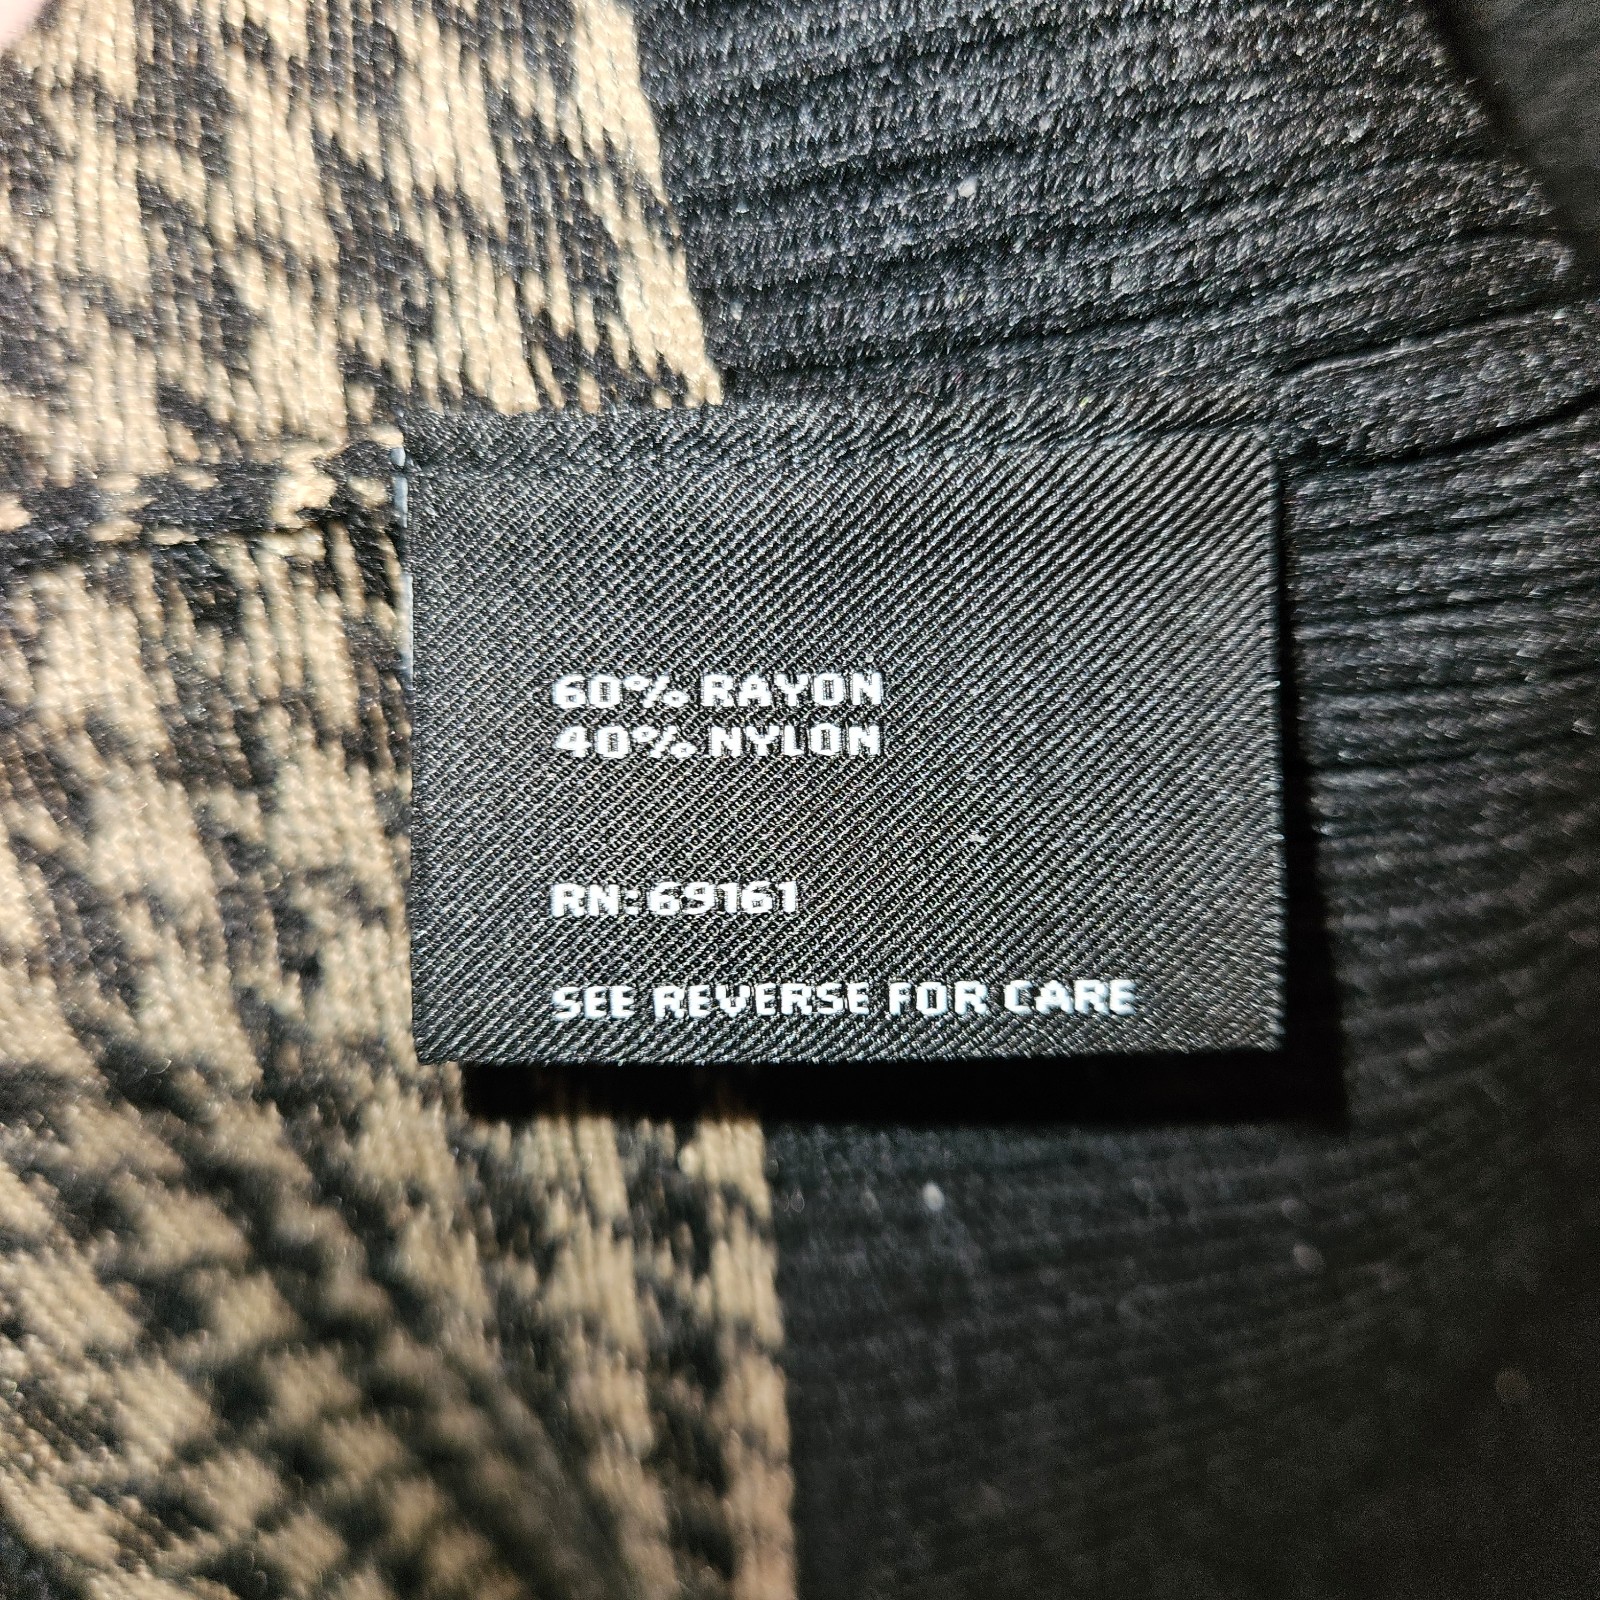 60% RAYON
40% NYLON
RN:69161
SEE REVERSE FOR CARE